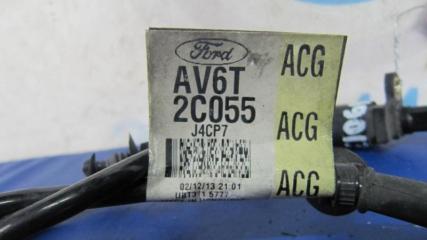 Ford
AV6T
2C055
J4CP7
02/12/13 21 01
ACG
ACG
ACG